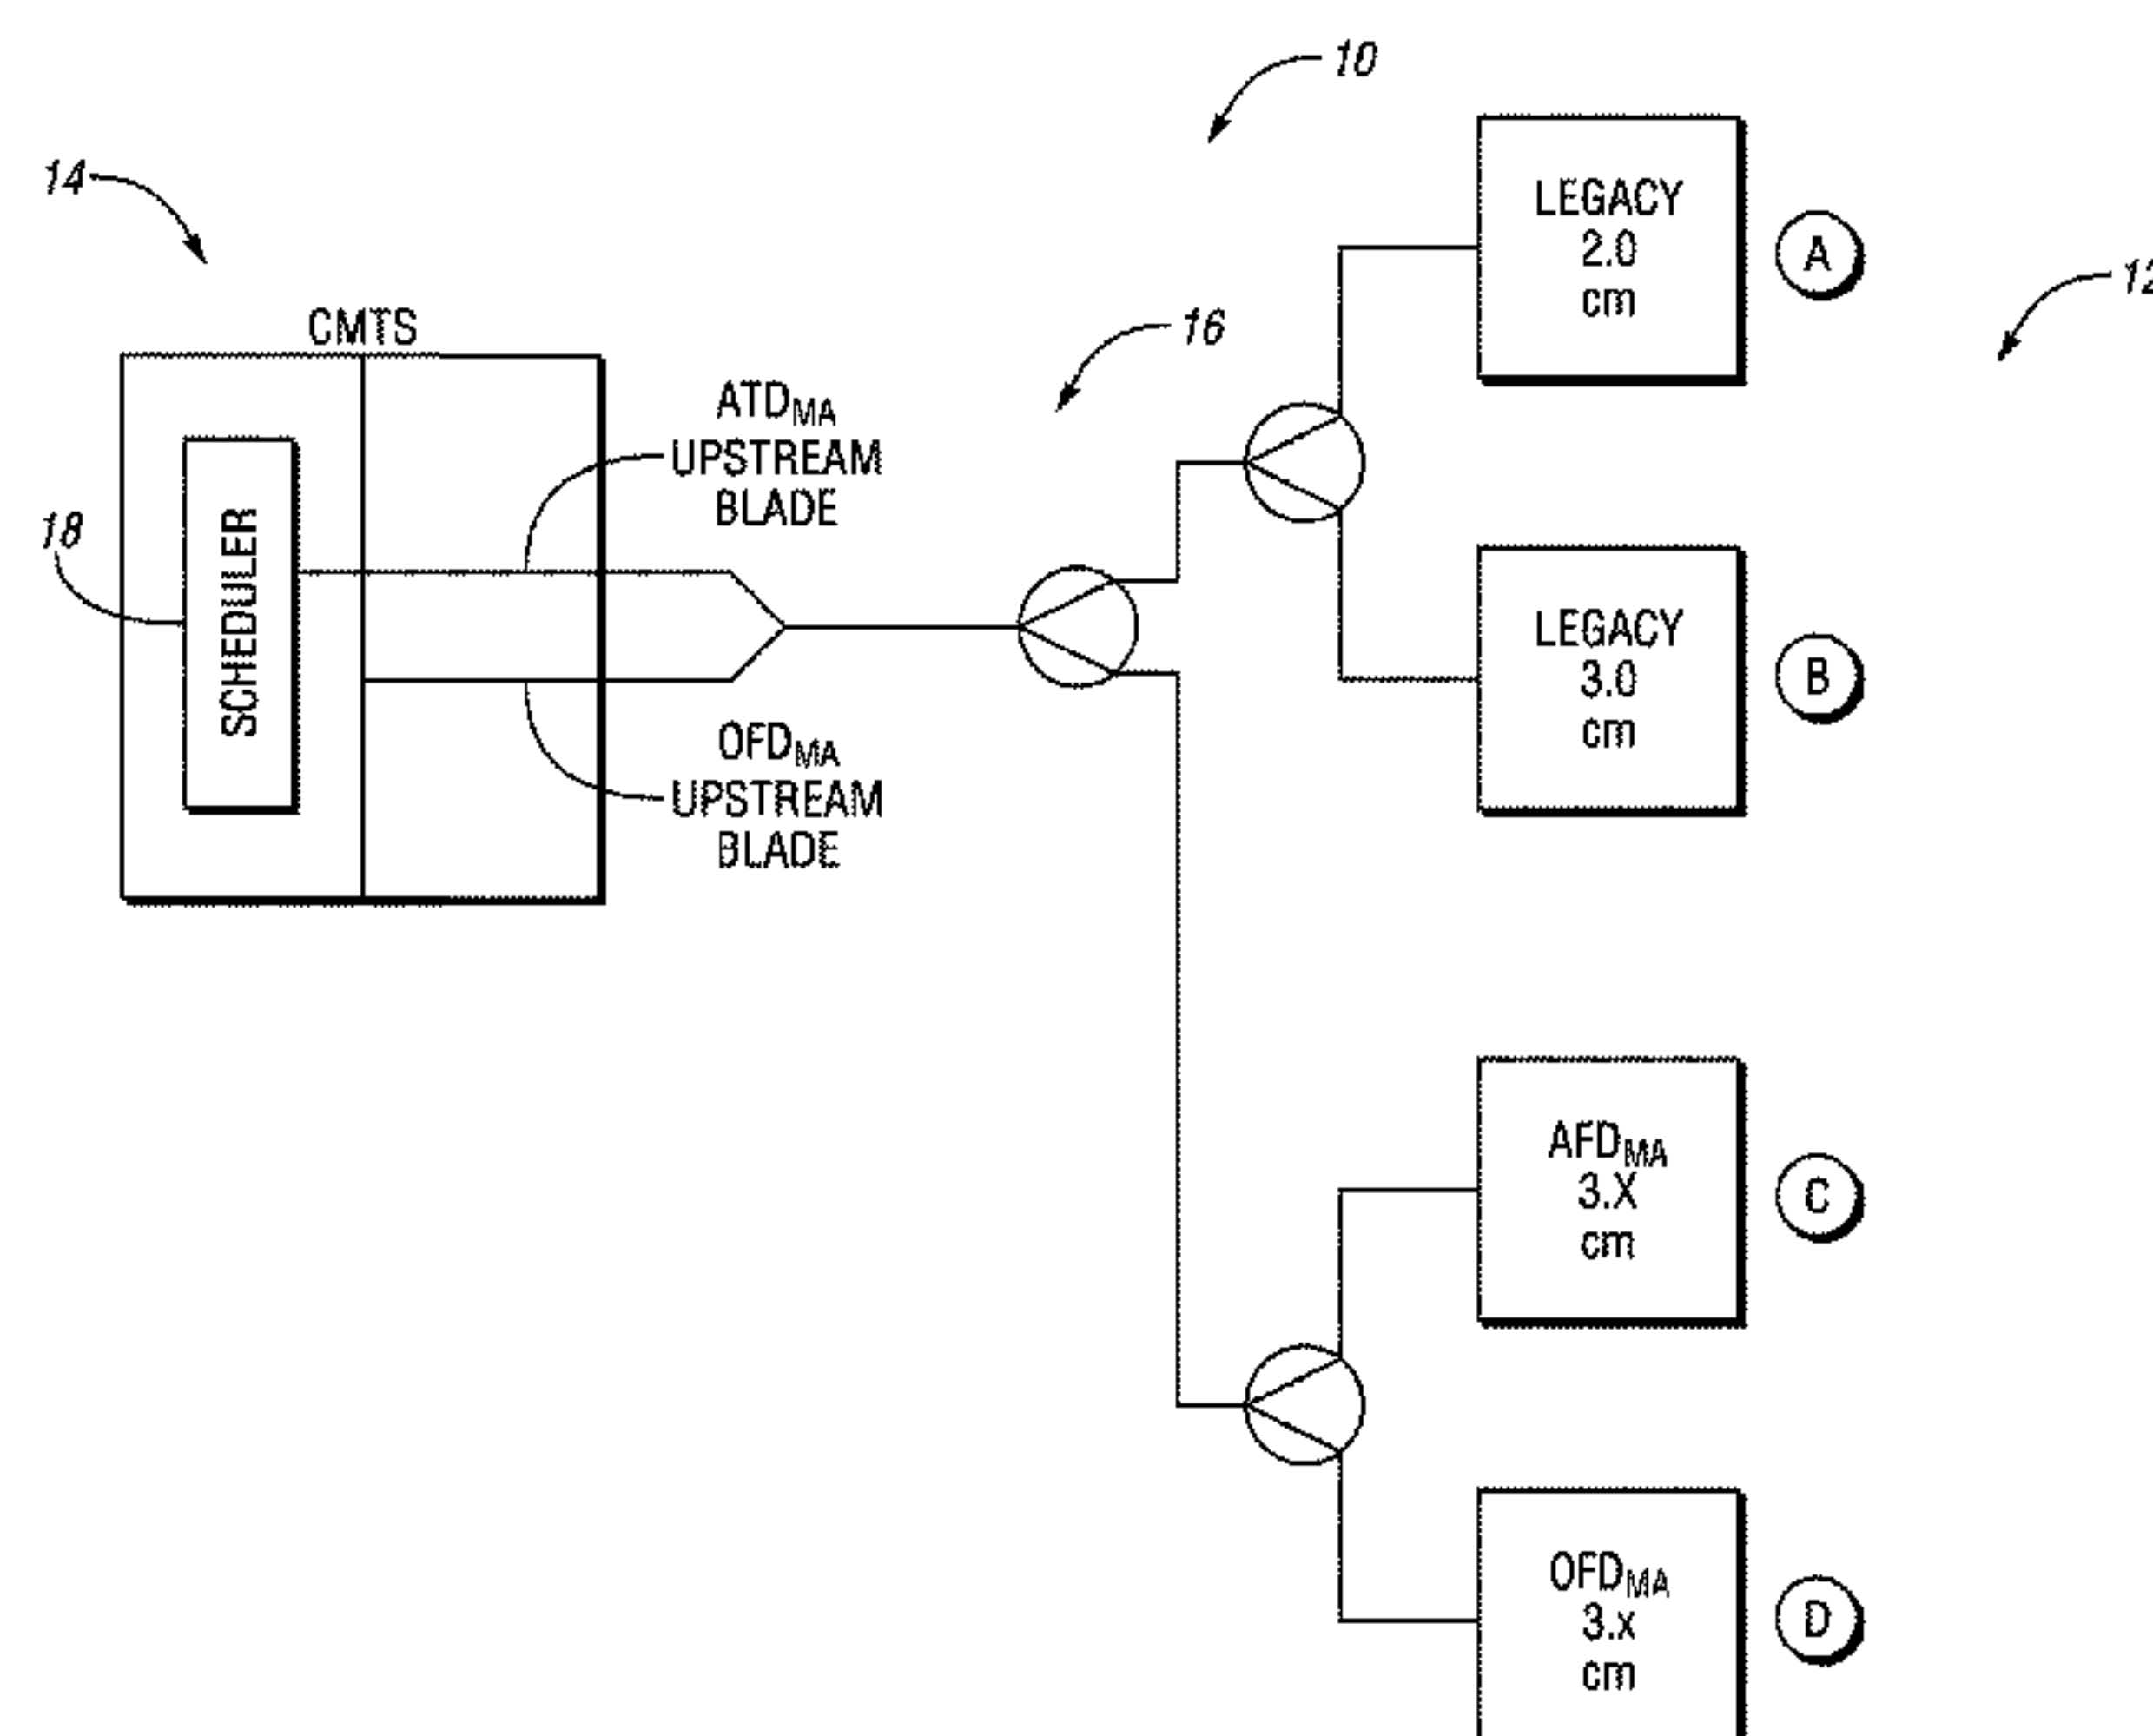 10
14
12
CMTS
16
ATDMA
UPSTREAM
BLADE
18
SCHEDULER
OFDMA
UPSTREAM
BLADE
LEGACY
2.0
cm
A
LEGACY
3.0
cm
B
AFDMA
3.X
cm
C
OFDMA
3.x
cm
D